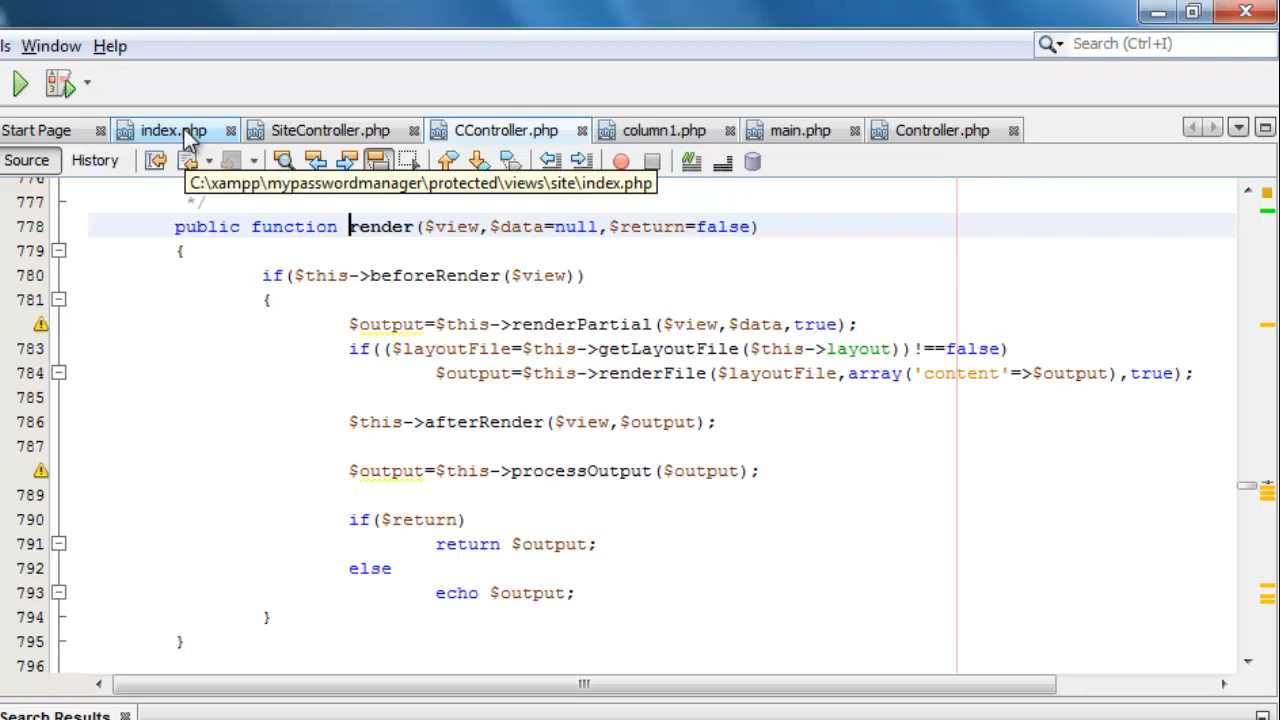 ls Window Help
Search (Ctrl+I)
Start Page index.php SiteController.php CController.php column1.php main.php Controller.php
Source History
C:\xampp\mypasswordmanager\protected\views\site\index.php
776
777 */
778 public function render($view,$data=null,$return=false)
779 {
780 if($this->beforeRender($view))
781 {
$output=$this->renderPartial($view,$data,true);
783 if(($layoutFile=$this->getLayoutFile($this->layout))!==false)
784 $output=$this->renderFile($layoutFile,array('content'=>$output),true);
785
786 $this->afterRender($view,$output);
787
$output=$this->processOutput($output);
789
790 if($return)
791 return $output;
792 else
793 echo $output;
794 }
795 }
796
Search Results